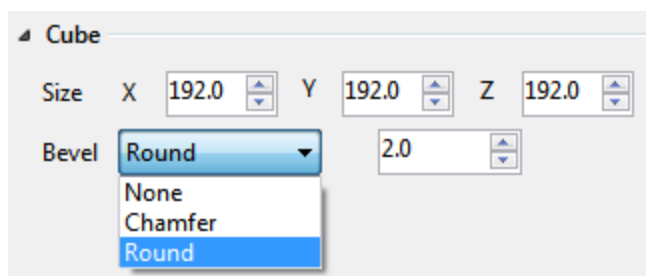 Cube
Size X 192.0 Y 192.0 Z 192.0
Bevel Round 2.0
None
Chamfer
Round